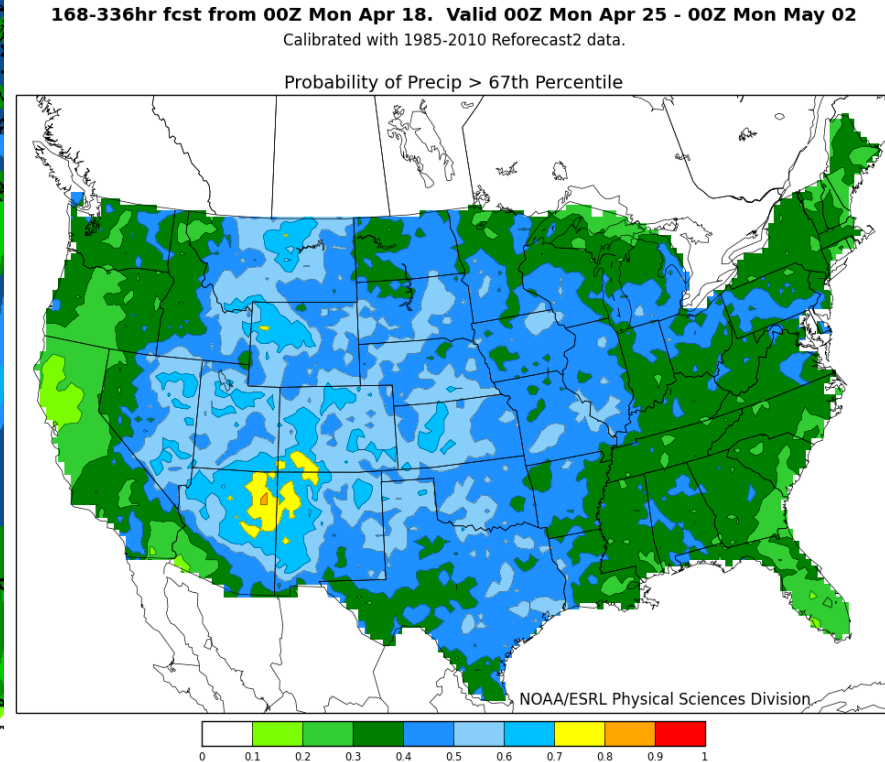 168-336hr fcst from 00Z Mon Apr 18.  Valid 00Z Mon Apr 25 - 00Z Mon May 02
Calibrated with 1985-2010 Reforecast2 data.
Probability of Precip > 67th Percentile
NOAA/ESRL Physical Sciences Division
0 0.1 0.2 0.3 0.4 0.5 0.6 0.7 0.8 0.9 1